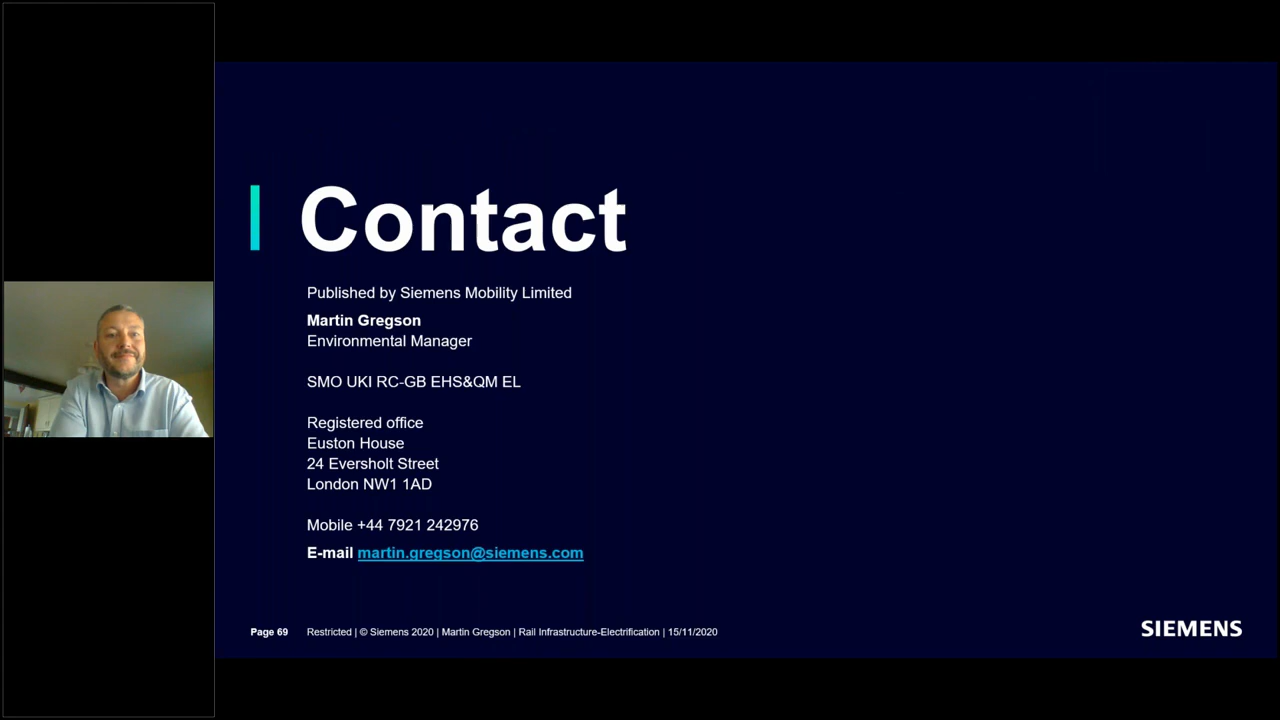 Contact
Published by Siemens Mobility Limited
Martin Gregson
Environmental Manager
SMO UKI RC-GB EHS&QM EL
Registered office
Euston House
24 Eversholt Street
London NW1 1AD
Mobile +44 7921 242976
E-mail martin.gregson@siemens.com
Page 69 Restricted | © Siemens 2020 | Martin Gregson | Rail Infrastructure-Electrification | 15/11/2020
SIEMENS